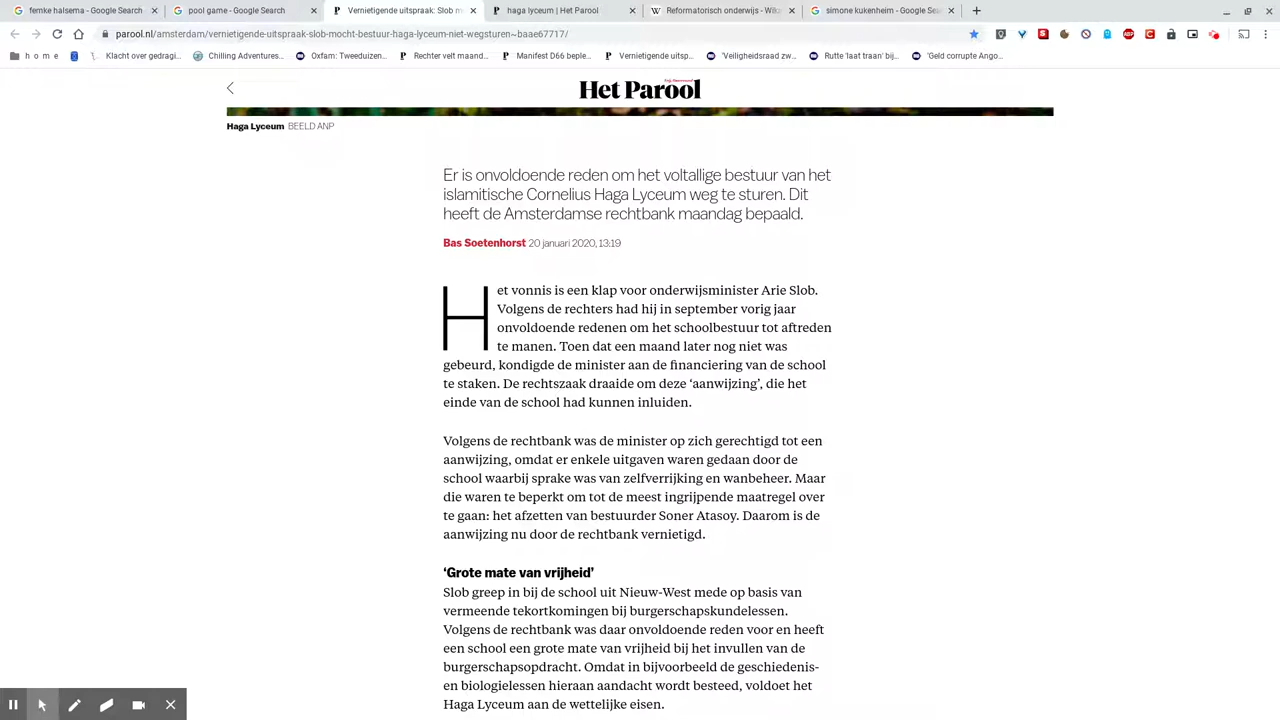 femke halsema - Google Search
pool game - Google Search
Vernietigende uitspraak: Slob m
haga lyceum | Het Parool
Reformatorisch onderwijs - Wik
simone kukenheim - Google Sea
parool.nl/amsterdam/vernietigende-uitspraak-slob-mocht-bestuur-haga-lyceum-niet-wegsturen~baae67717/
h o m e
Klacht over gedragi...
Chilling Adventures...
Oxfam: Tweeduizen...
Rechter velt maand...
Manifest D66 beple...
Vernietigende uitsp...
'Veiligheidsraad zw...
Rutte 'laat traan' bij...
'Geld corrupte Ango...
Het Parool
Haga Lyceum BEELD ANP
Er is onvoldoende reden om het voltallige bestuur van het
islamitische Cornelius Haga Lyceum weg te sturen. Dit
heeft de Amsterdamse rechtbank maandag bepaald.
Bas Soetenhorst 20 januari 2020, 13:19
Het vonnis is een klap voor onderwijsminister Arie Slob.
Volgens de rechters had hij in september vorig jaar
onvoldoende redenen om het schoolbestuur tot aftreden
te manen. Toen dat een maand later nog niet was
gebeurd, kondigde de minister aan de financiering van de school
te staken. De rechtszaak draaide om deze ‘aanwijzing’, die het
einde van de school had kunnen inluiden.
Volgens de rechtbank was de minister op zich gerechtigd tot een
aanwijzing, omdat er enkele uitgaven waren gedaan door de
school waarbij sprake was van zelfverrijking en wanbeheer. Maar
die waren te beperkt om tot de meest ingrijpende maatregel over
te gaan: het afzetten van bestuurder Soner Atasoy. Daarom is de
aanwijzing nu door de rechtbank vernietigd.
‘Grote mate van vrijheid’
Slob greep in bij de school uit Nieuw-West mede op basis van
vermeende tekortkomingen bij burgerschapskundelessen.
Volgens de rechtbank was daar onvoldoende reden voor en heeft
een school een grote mate van vrijheid bij het invullen van de
burgerschapsopdracht. Omdat in bijvoorbeeld de geschiedenis-
en biologielessen hieraan aandacht wordt besteed, voldoet het
Haga Lyceum aan de wettelijke eisen.